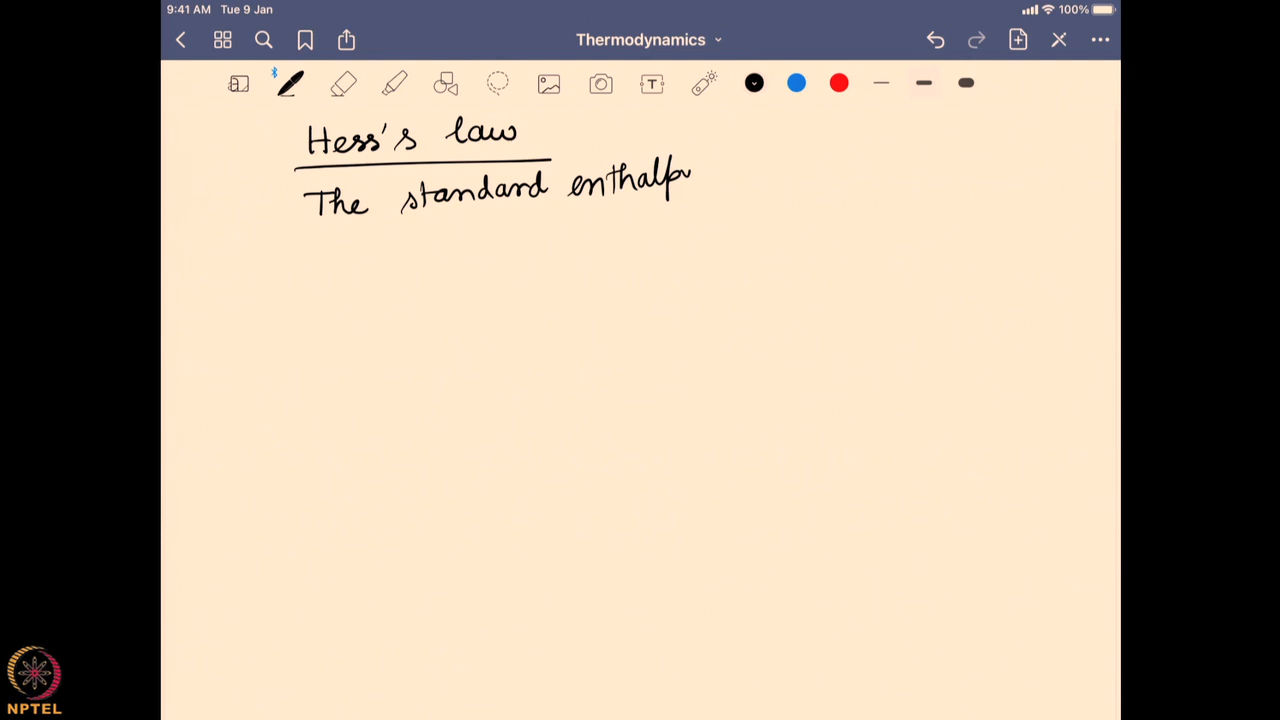 9:41 AM Tue 9 Jan 100%
Thermodynamics
T
Hess's law
The standard enthalp
NPTEL